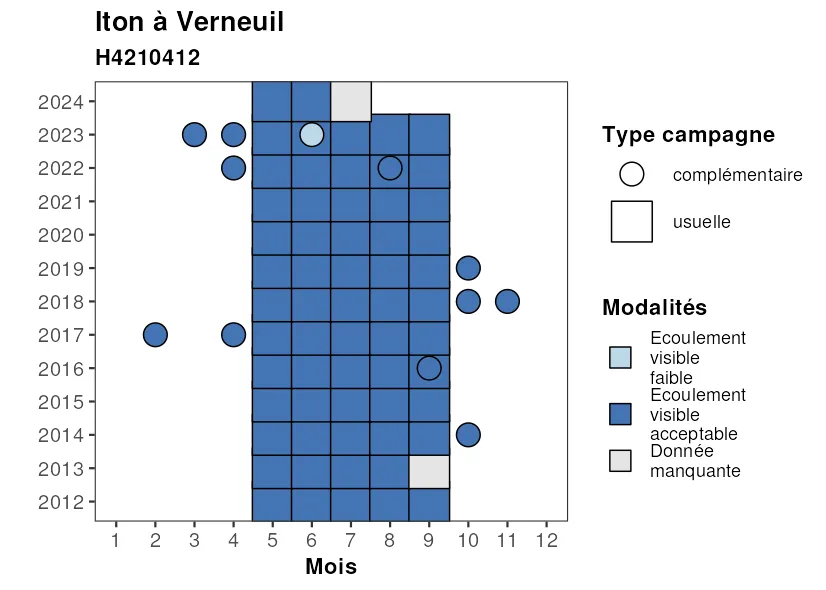 Iton à Verneuil
H4210412
2024
2023
2022
2021
2020
2019
2018
2017
2016
2015
2014
2013
2012
1 2 3 4 5 6 7 8 9 10 11 12
Mois
Type campagne
complémentaire
usuelle
Modalités
Ecoulement
visible
faible
Ecoulement
visible
acceptable
Donnée
manquante